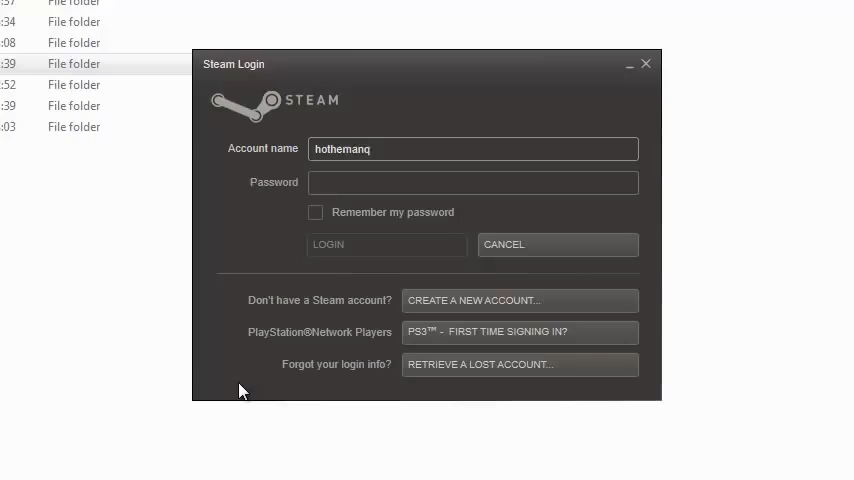 :37 File folder
:34 File folder
:08 File folder
:39 File folder
:52 File folder
:39 File folder
:03 File folder
Steam Login
STEAM
Account name hothemanq
Password
Remember my password
LOGIN CANCEL
Don't have a Steam account? CREATE A NEW ACCOUNT...
PlayStation®Network Players PS3™ - FIRST TIME SIGNING IN?
Forgot your login info? RETRIEVE A LOST ACCOUNT...